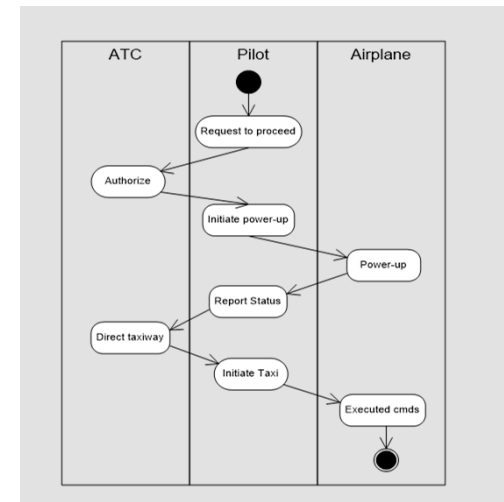 ATC
Pilot
Airplane
Request to proceed
Authorize
Initiate power-up
Power-up
Report Status
Direct taxiway
Initiate Taxi
Executed cmds